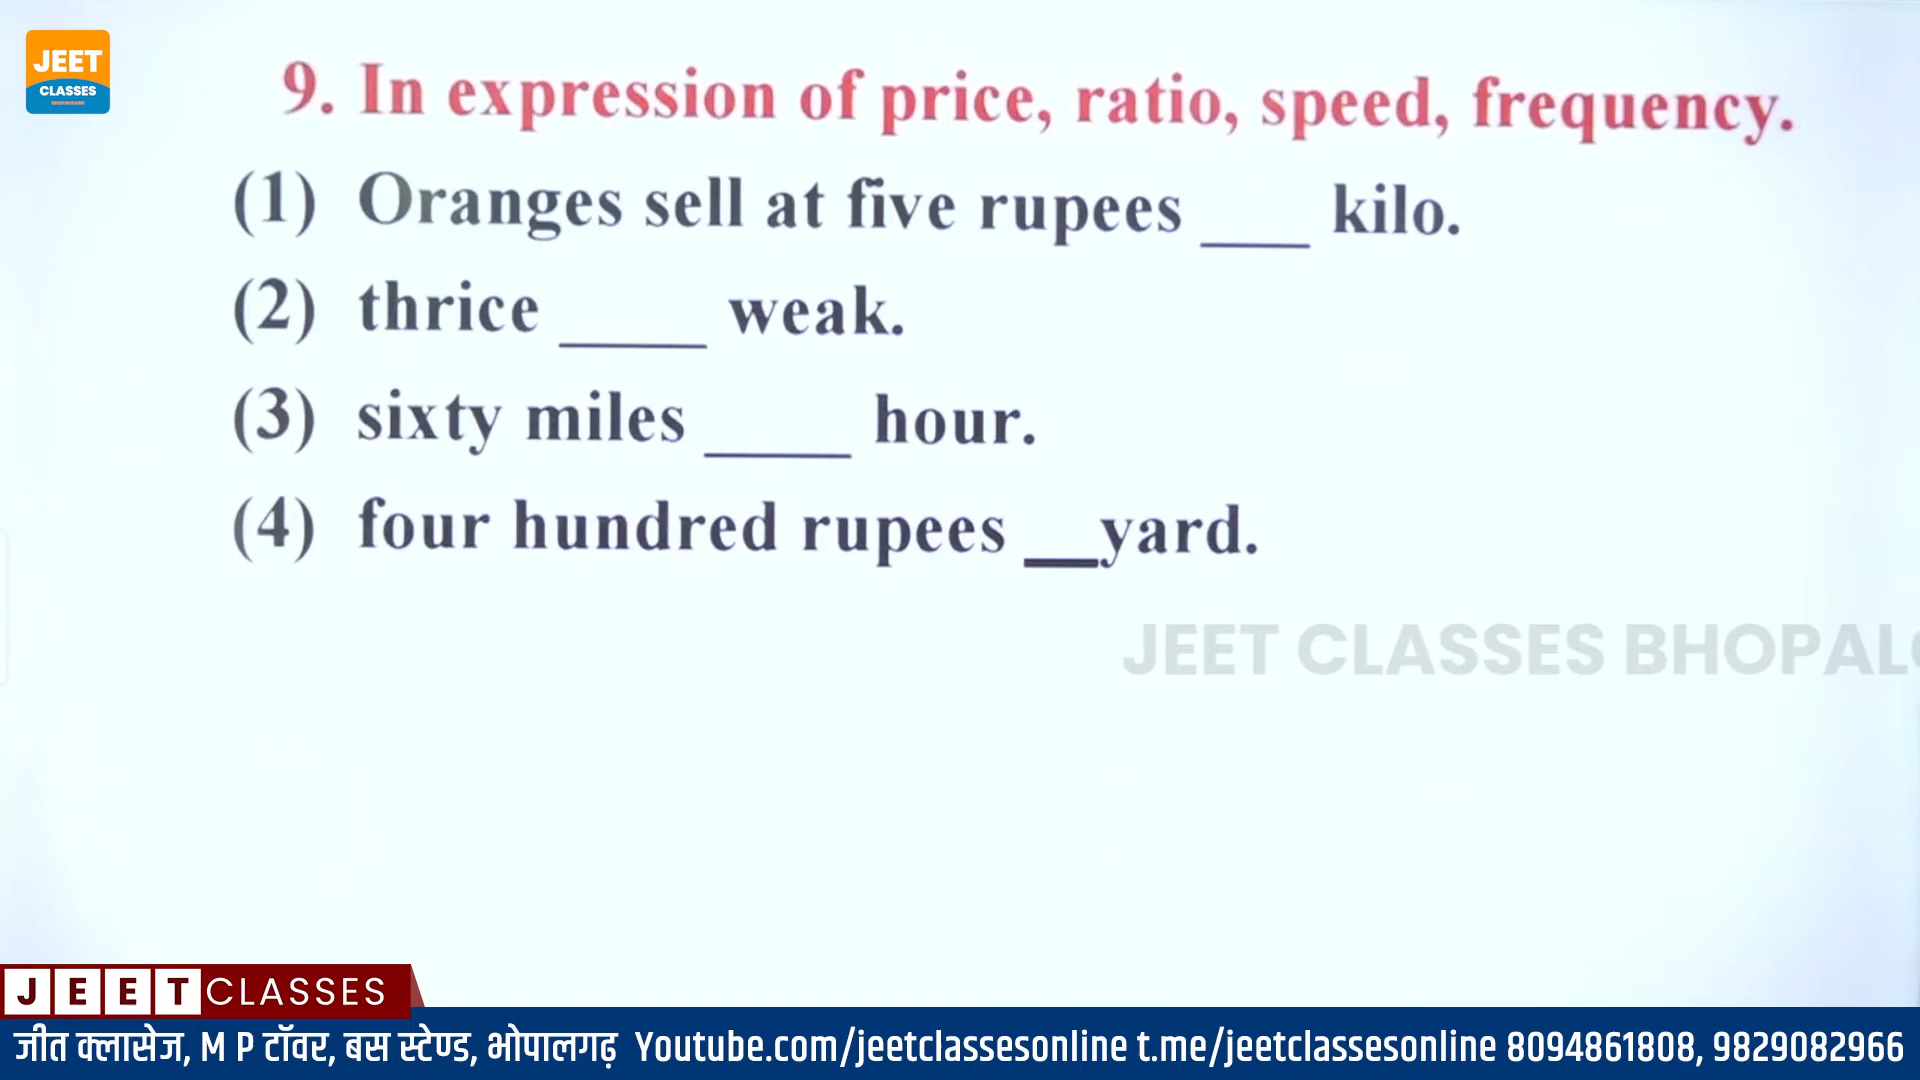 JEET
CLASSES
9. In expression of price, ratio, speed, frequency.
(1) Oranges sell at five rupees ____ kilo.
(2) thrice _____ weak.
(3) sixty miles _____ hour.
(4) four hundred rupees __yard.
JEET CLASSES BHOPAL
JEET CLASSES
जीत क्लासेज, M P टॉवर, बस स्टेण्ड, भोपालगढ़ Youtube.com/jeetclassesonline t.me/jeetclassesonline 8094861808, 9829082966